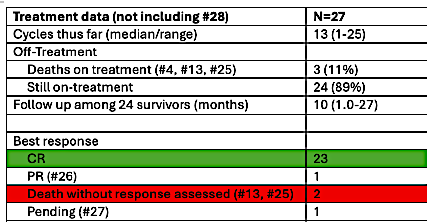 Treatment data (not including #28) N=27
Cycles thus far (median/range) 13 (1-25)
Off-Treatment
Deaths on treatment (#4, #13, #25) 3 (11%)
Still on-treatment 24 (89%)
Follow up among 24 survivors (months) 10 (1.0-27)
Best response
CR 23
PR (#26) 1
Death without response assessed (#13, #25) 2
Pending (#27) 1